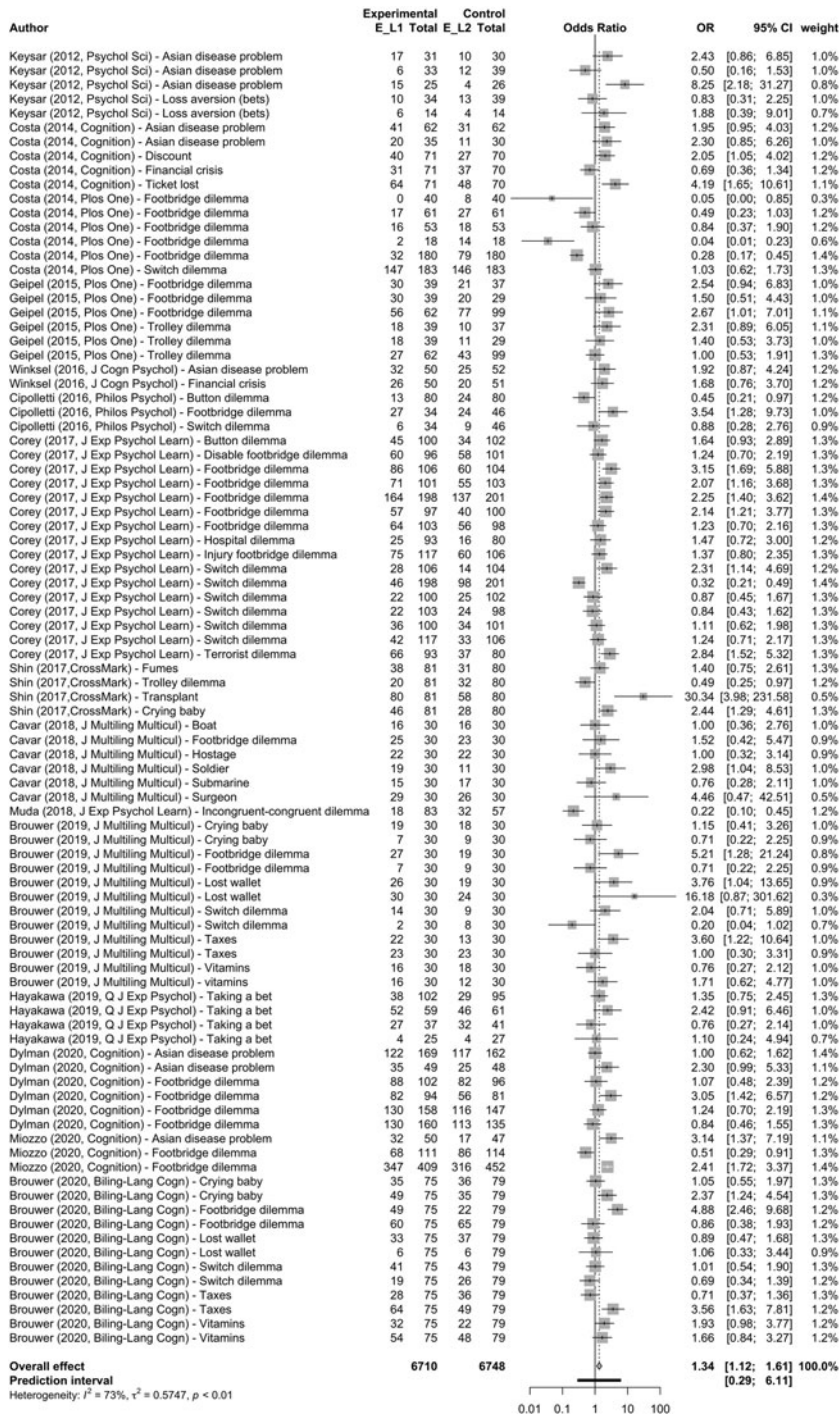 Experimental Control
Author E_L1 Total E_L2 Total Odds Ratio OR 95% CI weight
Keysar (2012, Psychol Sci) - Asian disease problem 17 31 10 30 2.43 [0.86; 6.85] 1.0%
Keysar (2012, Psychol Sci) - Asian disease problem 6 33 12 39 0.50 [0.16; 1.53] 1.0%
Keysar (2012, Psychol Sci) - Asian disease problem 15 25 4 26 8.25 [2.18; 31.27] 0.8%
Keysar (2012, Psychol Sci) - Loss aversion (bets) 10 34 13 39 0.83 [0.31; 2.25] 1.0%
Keysar (2012, Psychol Sci) - Loss aversion (bets) 6 14 4 14 1.88 [0.39; 9.01] 0.7%
Costa (2014, Cognition) - Asian disease problem 41 62 31 62 1.95 [0.95; 4.03] 1.2%
Costa (2014, Cognition) - Asian disease problem 20 35 11 30 2.30 [0.85; 6.26] 1.0%
Costa (2014, Cognition) - Discount 40 71 27 70 2.05 [1.05; 4.02] 1.2%
Costa (2014, Cognition) - Financial crisis 31 71 37 70 0.69 [0.36; 1.34] 1.2%
Costa (2014, Cognition) - Ticket lost 64 71 48 70 4.19 [1.65; 10.61] 1.1%
Costa (2014, Plos One) - Footbridge dilemma 0 40 8 40 0.05 [0.00; 0.85] 0.3%
Costa (2014, Plos One) - Footbridge dilemma 17 61 27 61 0.49 [0.23; 1.03] 1.2%
Costa (2014, Plos One) - Footbridge dilemma 16 53 18 53 0.84 [0.37; 1.90] 1.2%
Costa (2014, Plos One) - Footbridge dilemma 2 18 14 18 0.04 [0.01; 0.23] 0.6%
Costa (2014, Plos One) - Footbridge dilemma 32 180 79 180 0.28 [0.17; 0.45] 1.4%
Costa (2014, Plos One) - Switch dilemma 147 183 146 183 1.03 [0.62; 1.73] 1.3%
Geipel (2015, Plos One) - Footbridge dilemma 30 39 21 37 2.54 [0.94; 6.83] 1.1%
Geipel (2015, Plos One) - Footbridge dilemma 30 39 20 29 1.50 [0.51; 4.43] 1.0%
Geipel (2015, Plos One) - Footbridge dilemma 56 62 77 99 2.67 [1.01; 7.01] 1.1%
Geipel (2015, Plos One) - Trolley dilemma 18 39 10 37 2.31 [0.89; 6.05] 1.1%
Geipel (2015, Plos One) - Trolley dilemma 18 39 11 29 1.40 [0.53; 3.73] 1.1%
Geipel (2015, Plos One) - Trolley dilemma 27 62 43 99 1.00 [0.53; 1.91] 1.3%
Winksel (2016, J Cogn Psychol) - Asian disease problem 32 50 25 52 1.92 [0.87; 4.24] 1.2%
Winksel (2016, J Cogn Psychol) - Financial crisis 26 50 20 51 1.68 [0.76; 3.70] 1.2%
Cipolletti (2016, Philos Psychol) - Button dilemma 13 80 24 80 0.45 [0.21; 0.97] 1.2%
Cipolletti (2016, Philos Psychol) - Footbridge dilemma 27 34 24 46 3.54 [1.28; 9.73] 1.0%
Cipolletti (2016, Philos Psychol) - Switch dilemma 6 34 9 46 0.88 [0.28; 2.76] 0.9%
Corey (2017, J Exp Psychol Learn) - Button dilemma 45 100 34 102 1.64 [0.93; 2.89] 1.3%
Corey (2017, J Exp Psychol Learn) - Disable footbridge dilemma 60 96 58 101 1.24 [0.70; 2.19] 1.3%
Corey (2017, J Exp Psychol Learn) - Footbridge dilemma 86 106 60 104 3.15 [1.69; 5.88] 1.3%
Corey (2017, J Exp Psychol Learn) - Footbridge dilemma 71 101 55 103 2.07 [1.16; 3.68] 1.3%
Corey (2017, J Exp Psychol Learn) - Footbridge dilemma 164 198 137 201 2.25 [1.40; 3.62] 1.4%
Corey (2017, J Exp Psychol Learn) - Footbridge dilemma 57 97 40 100 2.14 [1.21; 3.77] 1.3%
Corey (2017, J Exp Psychol Learn) - Footbridge dilemma 64 103 56 98 1.23 [0.70; 2.16] 1.3%
Corey (2017, J Exp Psychol Learn) - Hospital dilemma 25 93 16 80 1.47 [0.72; 3.00] 1.2%
Corey (2017, J Exp Psychol Learn) - Injury footbridge dilemma 75 117 60 106 1.37 [0.80; 2.35] 1.3%
Corey (2017, J Exp Psychol Learn) - Switch dilemma 28 106 14 104 2.31 [1.14; 4.69] 1.2%
Corey (2017, J Exp Psychol Learn) - Switch dilemma 46 198 98 201 0.32 [0.21; 0.49] 1.4%
Corey (2017, J Exp Psychol Learn) - Switch dilemma 22 100 25 102 0.87 [0.45; 1.67] 1.3%
Corey (2017, J Exp Psychol Learn) - Switch dilemma 22 103 24 98 0.84 [0.43; 1.62] 1.3%
Corey (2017, J Exp Psychol Learn) - Switch dilemma 36 100 34 101 1.11 [0.62; 1.98] 1.3%
Corey (2017, J Exp Psychol Learn) - Switch dilemma 42 117 33 106 1.24 [0.71; 2.17] 1.3%
Corey (2017, J Exp Psychol Learn) - Terrorist dilemma 66 93 37 80 2.84 [1.52; 5.32] 1.3%
Shin (2017,CrossMark) - Fumes 38 81 31 80 1.40 [0.75; 2.61] 1.3%
Shin (2017,CrossMark) - Trolley dilemma 20 81 32 80 0.49 [0.25; 0.97] 1.2%
Shin (2017,CrossMark) - Transplant 80 81 58 80 30.34 [3.98; 231.58] 0.5%
Shin (2017,CrossMark) - Crying baby 46 81 28 80 2.44 [1.29; 4.61] 1.3%
Cavar (2018, J Multiling Multicul) - Boat 16 30 16 30 1.00 [0.36; 2.76] 1.0%
Cavar (2018, J Multiling Multicul) - Footbridge dilemma 25 30 23 30 1.52 [0.42; 5.47] 0.9%
Cavar (2018, J Multiling Multicul) - Hostage 22 30 22 30 1.00 [0.32; 3.14] 0.9%
Cavar (2018, J Multiling Multicul) - Soldier 19 30 11 30 2.98 [1.04; 8.53] 1.0%
Cavar (2018, J Multiling Multicul) - Submarine 15 30 17 30 0.76 [0.28; 2.11] 1.0%
Cavar (2018, J Multiling Multicul) - Surgeon 29 30 26 30 4.46 [0.47; 42.51] 0.5%
Muda (2018, J Exp Psychol Learn) - Incongruent-congruent dilemma 18 83 32 57 0.22 [0.10; 0.45] 1.2%
Brouwer (2019, J Multiling Multicul) - Crying baby 19 30 18 30 1.15 [0.41; 3.26] 1.0%
Brouwer (2019, J Multiling Multicul) - Crying baby 7 30 9 30 0.71 [0.22; 2.25] 0.9%
Brouwer (2019, J Multiling Multicul) - Footbridge dilemma 27 30 19 30 5.21 [1.28; 21.24] 0.8%
Brouwer (2019, J Multiling Multicul) - Footbridge dilemma 7 30 9 30 0.71 [0.22; 2.25] 0.9%
Brouwer (2019, J Multiling Multicul) - Lost wallet 26 30 19 30 3.76 [1.04; 13.65] 0.9%
Brouwer (2019, J Multiling Multicul) - Lost wallet 30 30 24 30 16.18 [0.87; 301.62] 0.3%
Brouwer (2019, J Multiling Multicul) - Switch dilemma 14 30 9 30 2.04 [0.71; 5.89] 1.0%
Brouwer (2019, J Multiling Multicul) - Switch dilemma 2 30 8 30 0.20 [0.04; 1.02] 0.7%
Brouwer (2019, J Multiling Multicul) - Taxes 22 30 13 30 3.60 [1.22; 10.64] 1.0%
Brouwer (2019, J Multiling Multicul) - Taxes 23 30 23 30 1.00 [0.30; 3.31] 0.9%
Brouwer (2019, J Multiling Multicul) - Vitamins 16 30 18 30 0.76 [0.27; 2.12] 1.0%
Brouwer (2019, J Multiling Multicul) - vitamins 16 30 12 30 1.71 [0.62; 4.77] 1.0%
Hayakawa (2019, Q J Exp Psychol) - Taking a bet 38 102 29 95 1.35 [0.75; 2.45] 1.3%
Hayakawa (2019, Q J Exp Psychol) - Taking a bet 52 59 46 61 2.42 [0.91; 6.46] 1.1%
Hayakawa (2019, Q J Exp Psychol) - Taking a bet 27 37 32 41 0.76 [0.27; 2.14] 1.0%
Hayakawa (2019, Q J Exp Psychol) - Taking a bet 4 25 4 27 1.10 [0.24; 4.94] 0.7%
Dylman (2020, Cognition) - Asian disease problem 122 169 117 162 1.00 [0.62; 1.62] 1.4%
Dylman (2020, Cognition) - Asian disease problem 35 49 25 48 2.30 [0.99; 5.33] 1.2%
Dylman (2020, Cognition) - Footbridge dilemma 88 102 82 96 1.07 [0.48; 2.39] 1.2%
Dylman (2020, Cognition) - Footbridge dilemma 82 94 56 81 3.05 [1.42; 6.57] 1.2%
Dylman (2020, Cognition) - Footbridge dilemma 130 158 116 147 1.24 [0.70; 2.19] 1.3%
Dylman (2020, Cognition) - Footbridge dilemma 130 160 113 135 0.84 [0.46; 1.55] 1.3%
Miozzo (2020, Cognition) - Asian disease problem 32 50 17 47 3.14 [1.37; 7.19] 1.1%
Miozzo (2020, Cognition) - Footbridge dilemma 68 111 86 114 0.51 [0.29; 0.91] 1.3%
Miozzo (2020, Cognition) - Footbridge dilemma 347 409 316 452 2.41 [1.72; 3.37] 1.4%
Brouwer (2020, Biling-Lang Cogn) - Crying baby 35 75 36 79 1.05 [0.55; 1.97] 1.3%
Brouwer (2020, Biling-Lang Cogn) - Crying baby 49 75 35 79 2.37 [1.24; 4.54] 1.3%
Brouwer (2020, Biling-Lang Cogn) - Footbridge dilemma 49 75 22 79 4.88 [2.46; 9.68] 1.2%
Brouwer (2020, Biling-Lang Cogn) - Footbridge dilemma 60 75 65 79 0.86 [0.38; 1.93] 1.2%
Brouwer (2020, Biling-Lang Cogn) - Lost wallet 33 75 37 79 0.89 [0.47; 1.68] 1.3%
Brouwer (2020, Biling-Lang Cogn) - Lost wallet 6 75 6 79 1.06 [0.33; 3.44] 0.9%
Brouwer (2020, Biling-Lang Cogn) - Switch dilemma 41 75 43 79 1.01 [0.54; 1.90] 1.3%
Brouwer (2020, Biling-Lang Cogn) - Switch dilemma 19 75 26 79 0.69 [0.34; 1.39] 1.2%
Brouwer (2020, Biling-Lang Cogn) - Taxes 28 75 36 79 0.71 [0.37; 1.36] 1.3%
Brouwer (2020, Biling-Lang Cogn) - Taxes 64 75 49 79 3.56 [1.63; 7.81] 1.2%
Brouwer (2020, Biling-Lang Cogn) - Vitamins 32 75 22 79 1.93 [0.98; 3.77] 1.2%
Brouwer (2020, Biling-Lang Cogn) - Vitamins 54 75 48 79 1.66 [0.84; 3.27] 1.2%
Overall effect 6710 6748 1.34 [1.12; 1.61] 100.0%
Prediction interval [0.29; 6.11]
Heterogeneity: I² = 73%, τ² = 0.5747, p < 0.01
0.01 0.1 1 10 100